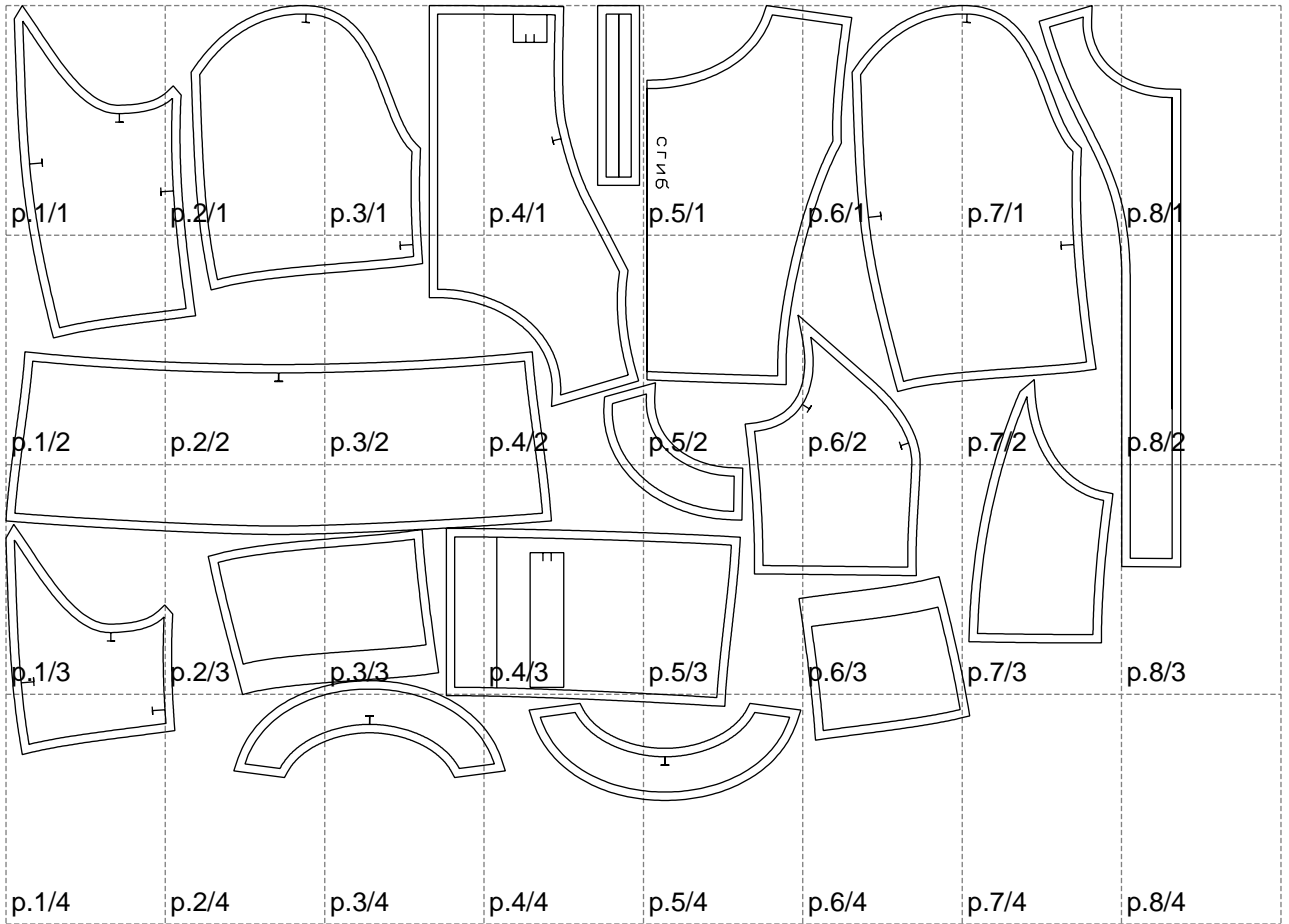 сгиб
p.1/1 p.2/1 p.3/1 p.4/1 p.5/1 p.6/1 p.7/1 p.8/1
p.1/2 p.2/2 p.3/2 p.4/2 p.5/2 p.6/2 p.7/2 p.8/2
p.1/3 p.2/3 p.3/3 p.4/3 p.5/3 p.6/3 p.7/3 p.8/3
p.1/4 p.2/4 p.3/4 p.4/4 p.5/4 p.6/4 p.7/4 p.8/4